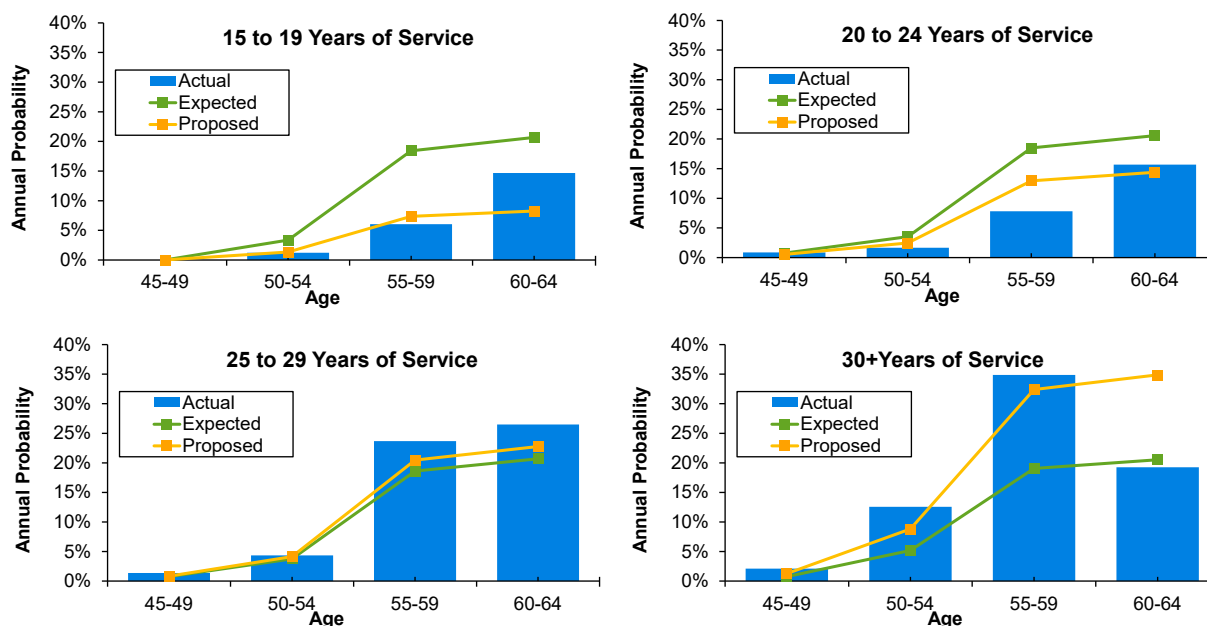 15 to 19 Years of Service
40%
35%
30%
25%
20%
15%
10%
5%
0%
Annual Probability
Actual
Expected
Proposed
45-49 50-54 55-59 60-64
Age
20 to 24 Years of Service
40%
35%
30%
25%
20%
15%
10%
5%
0%
Annual Probability
Actual
Expected
Proposed
45-49 50-54 55-59 60-64
Age
25 to 29 Years of Service
40%
35%
30%
25%
20%
15%
10%
5%
0%
Annual Probability
Actual
Expected
Proposed
45-49 50-54 55-59 60-64
Age
30+Years of Service
40%
35%
30%
25%
20%
15%
10%
5%
0%
Annual Probability
Actual
Expected
Proposed
45-49 50-54 55-59 60-64
Age